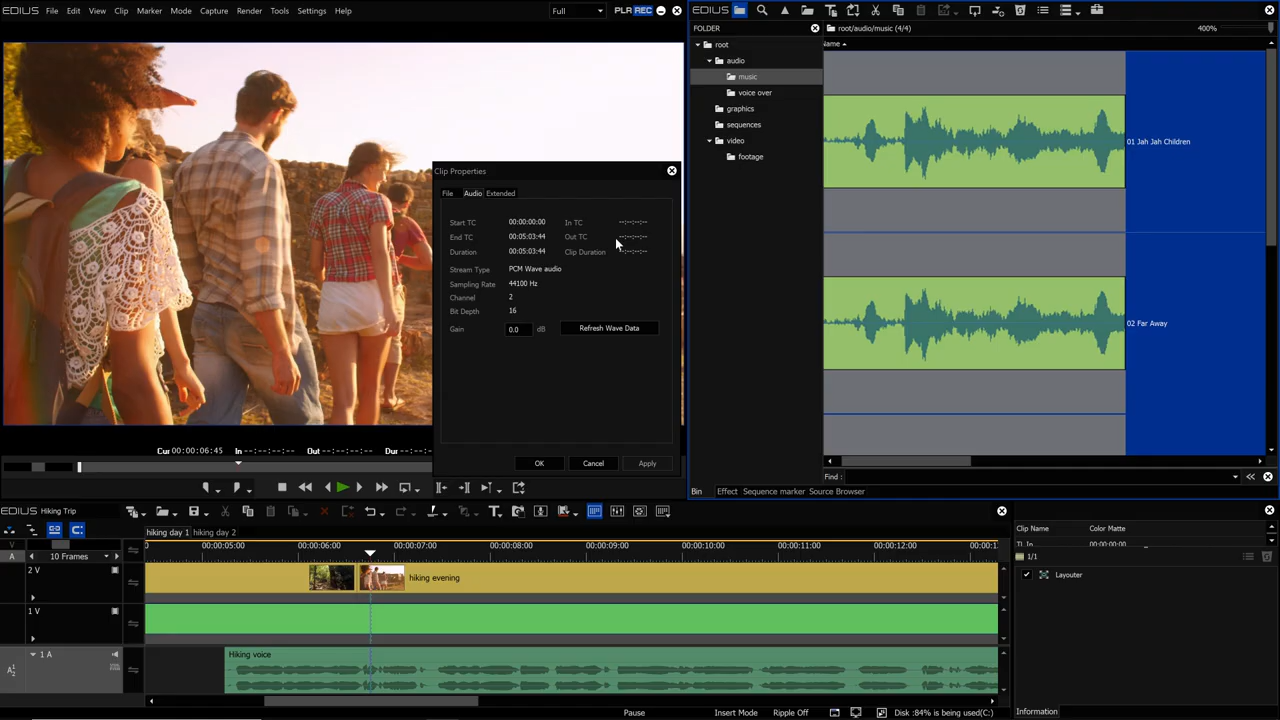 EDIUS File Edit View Clip Marker Mode Capture Render Tools Settings Help
Full
PLR REC
EDIUS
FOLDER
root/audio/music (4/4)
400%
root
audio
music
voice over
graphics
sequences
video
footage
01 Jah Jah Children
02 Far Away
Find :
Bin Effect Sequence marker Source Browser
Clip Properties
File Audio Extended
Start TC 00:00:00:00 In TC --:--:--:--
End TC 00:05:03:44 Out TC --:--:--:--
Duration 00:05:03:44 Clip Duration --:--:--:--
Stream Type PCM Wave audio
Sampling Rate 44100 Hz
Channel 2
Bit Depth 16
Gain 0.0 dB Refresh Wave Data
OK Cancel Apply
Cur 00:00:06:45 In --:--:--:-- Out --:--:--:-- Dur
EDIUS Hiking Trip
hiking day 1 hiking day 2
00:00:05:00 00:00:06:00 00:00:07:00 00:00:08:00 00:00:09:00 00:00:10:00 00:00:11:00 00:00:12:00
V
A
10 Frames
2 V
hiking evening
1 V
1 A
Hiking voice
Clip Name Color Matte
1/1
Layouter
Information
Pause Insert Mode Ripple Off Disk :84% is being used(C:)